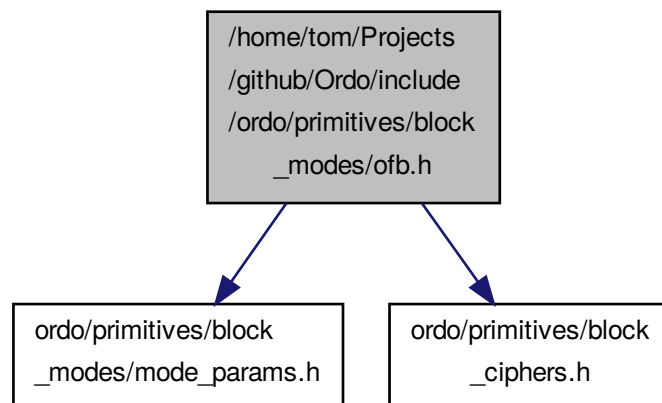 /home/tom/Projects
/github/Ordo/include
/ordo/primitives/block
_modes/ofb.h
ordo/primitives/block
_modes/mode_params.h
ordo/primitives/block
_ciphers.h